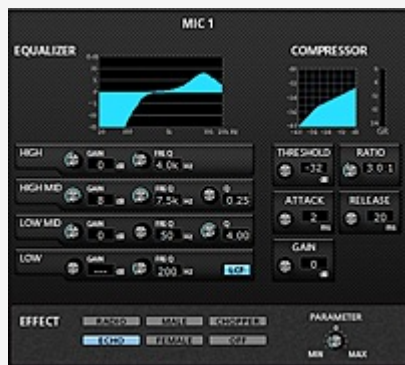 MIC 1
EQUALIZER
COMPRESSOR
HIGH GAIN 0 dB FREQ 4.0k Hz
HIGH MID GAIN 8 dB FREQ 7.5k Hz Q 0.25
LOW MID GAIN 0 dB FREQ 50 Hz Q 4.00
LOW GAIN --- dB FREQ 200 Hz LCF
THRESHOLD -32 dB
RATIO 3.0 1
ATTACK 2 ms
RELEASE 20 ms
GAIN 0 dB
GR
EFFECT
RADIO MALE CHOPPER
ECHO FEMALE OFF
PARAMETER
0
MIN MAX